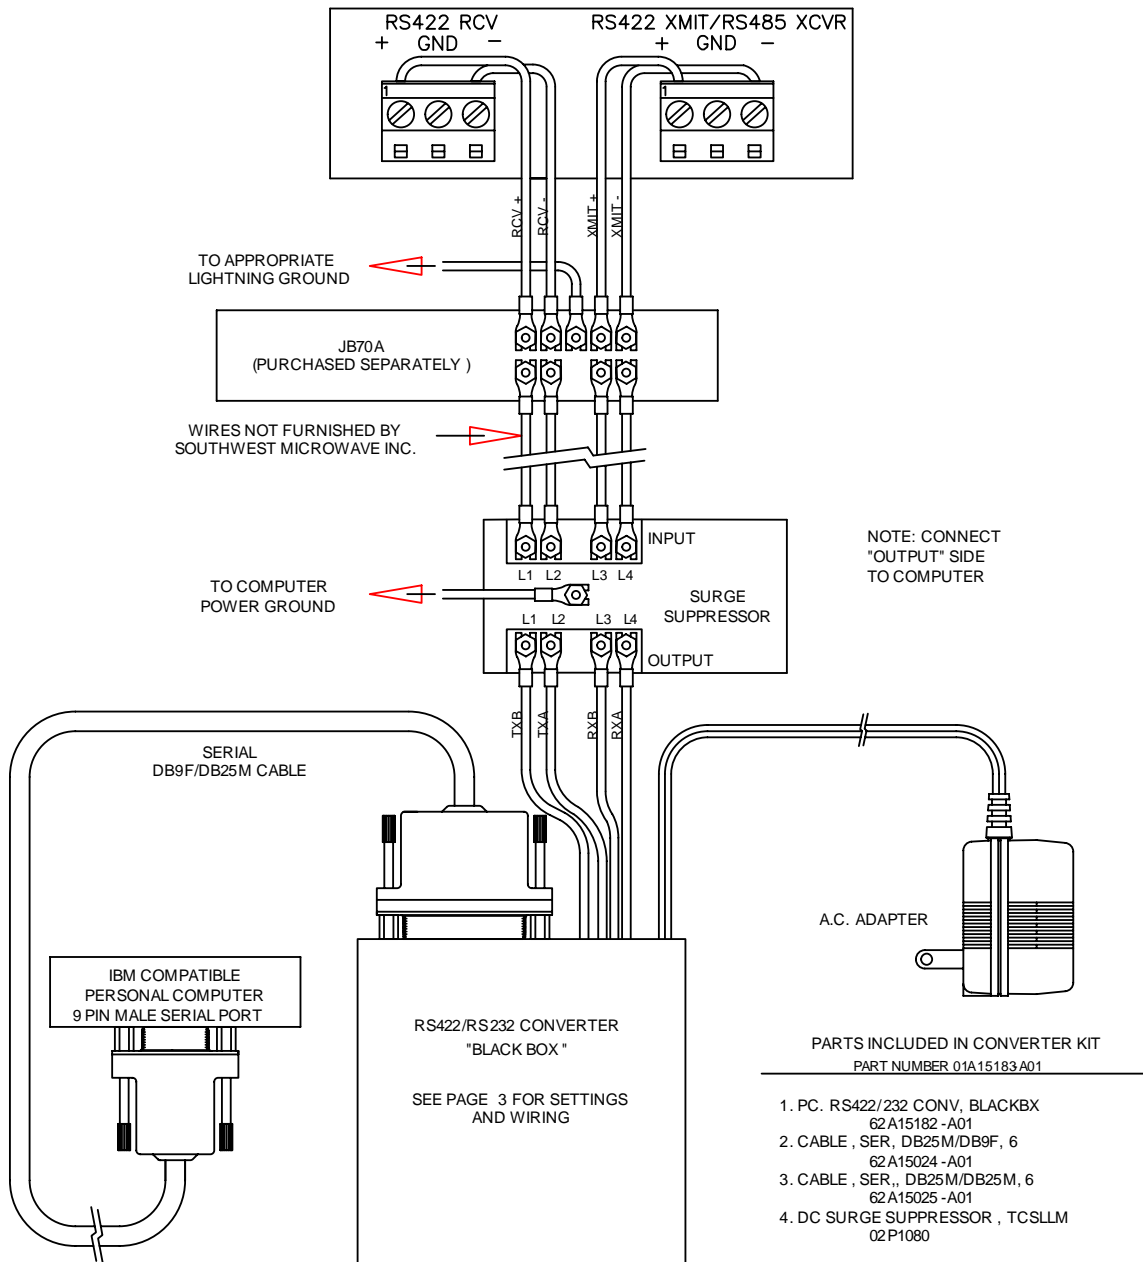 RS422 RCV
+ GND -
RS422 XMIT/RS485 XCVR
+ GND -
1
1
RCV +
RCV -
XMIT +
XMIT -
TO APPROPRIATE
LIGHTNING GROUND
JB70A
(PURCHASED SEPARATELY )
WIRES NOT FURNISHED BY
SOUTHWEST MICROWAVE INC.
INPUT
L1 L2 L3 L4
NOTE: CONNECT
"OUTPUT" SIDE
TO COMPUTER
TO COMPUTER
POWER GROUND
SURGE
SUPPRESSOR
L1 L2 L3 L4
OUTPUT
TXB
TXA
RXB
RXA
SERIAL
DB9F/DB25M CABLE
A.C. ADAPTER
IBM COMPATIBLE
PERSONAL COMPUTER
9 PIN MALE SERIAL PORT
RS422/RS232 CONVERTER
"BLACK BOX "
SEE PAGE 3 FOR SETTINGS
AND WIRING
PARTS INCLUDED IN CONVERTER KIT
PART NUMBER 01A15183-A01
1. PC. RS422/232 CONV, BLACKBX
62A15182-A01
2. CABLE , SER, DB25M/DB9F, 6
62A15024-A01
3. CABLE , SER,, DB25M/DB25M, 6
62A15025-A01
4. DC SURGE SUPPRESSOR , TCSLLM
02P1080